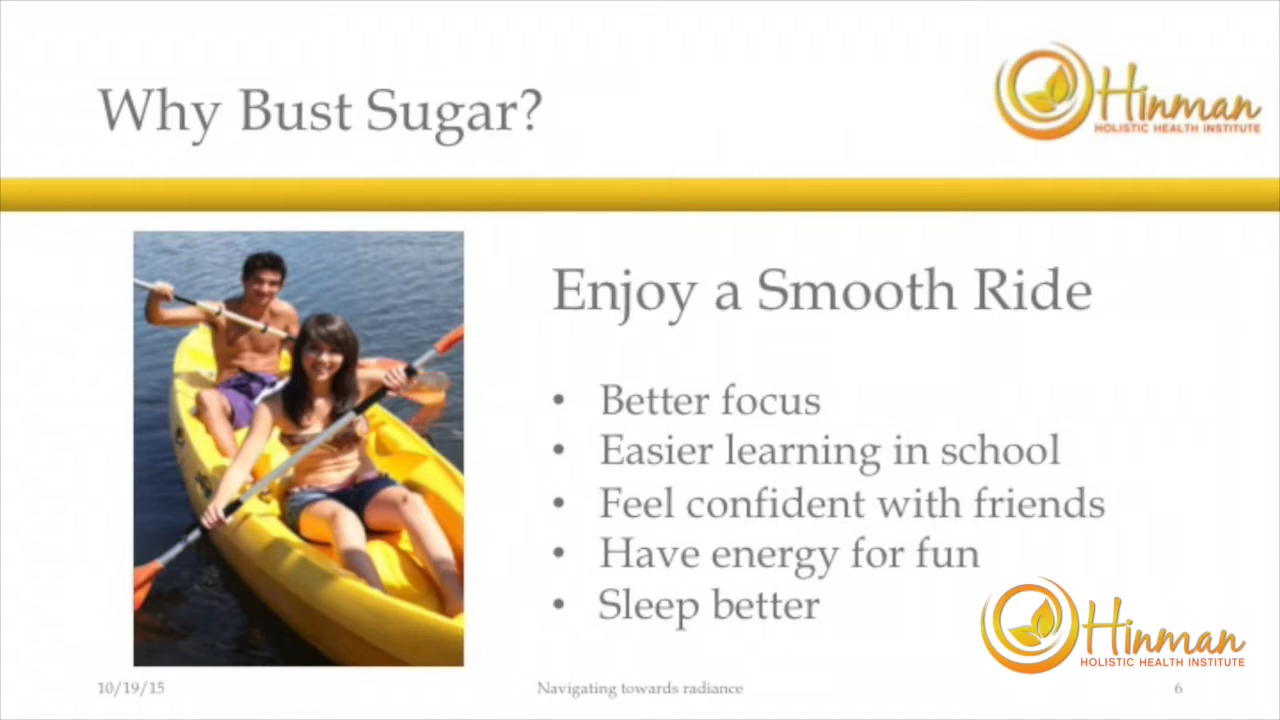 Why Bust Sugar?
Hinman
HOLISTIC HEALTH INSTITUTE
Enjoy a Smooth Ride
• Better focus
• Easier learning in school
• Feel confident with friends
• Have energy for fun
• Sleep better
Hinman
HOLISTIC HEALTH INSTITUTE
10/19/15
Navigating towards radiance
6